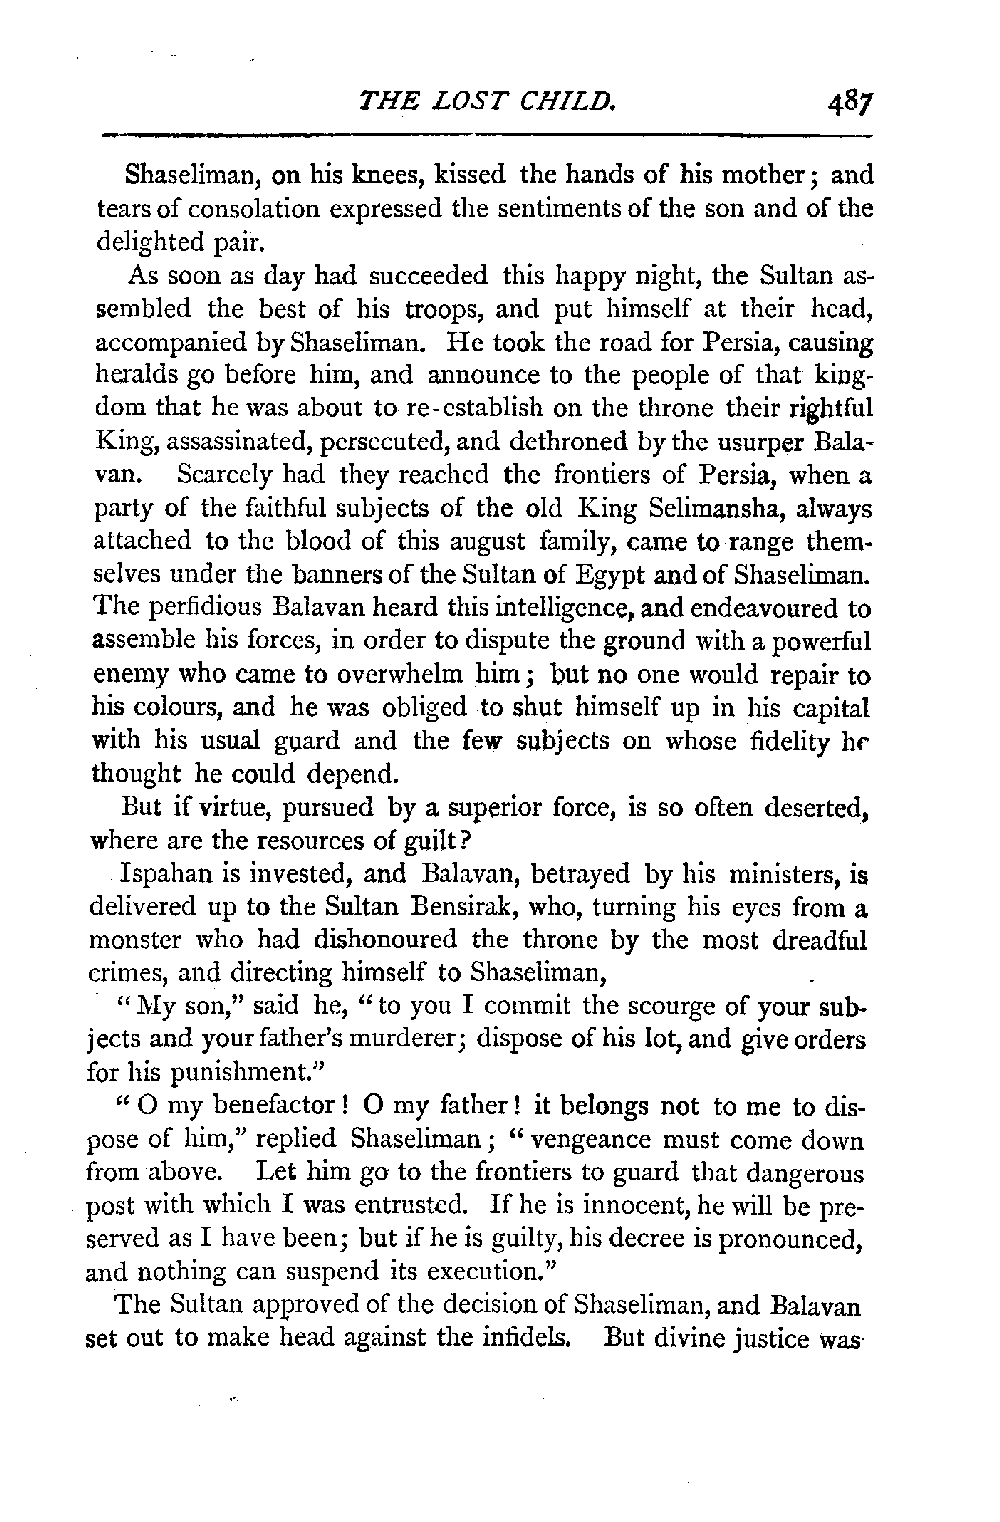 THE LOST CHILD. 487
Shaseliman, on his knees, kissed the hands of his mother; and
tears of consolation expressed the sentiments of the son and of the
delighted pair.
As soon as day had succeeded this happy night, the Sultan as-
sembled the best of his troops, and put himself at their head,
accompanied by Shaseliman. He took the road for Persia, causing
heralds go before him, and announce to the people of that king-
dom that he was about to re-establish on the throne their rightful
King, assassinated, persecuted, and dethroned by the usurper Bala-
van. Scarcely had they reached the frontiers of Persia, when a
party of the faithful subjects of the old King Selimansha, always
attached to the blood of this august family, came to range them-
selves under the banners of the Sultan of Egypt and of Shaseliman.
The perfidious Balavan heard this intelligence, and endeavoured to
assemble his forces, in order to dispute the ground with a powerful
enemy who came to overwhelm him; but no one would repair to
his colours, and he was obliged to shut himself up in his capital
with his usual guard and the few subjects on whose fidelity he
thought he could depend.
But if virtue, pursued by a superior force, is so often deserted,
where are the resources of guilt?
Ispahan is invested, and Balavan, betrayed by his ministers, is
delivered up to the Sultan Bensirak, who, turning his eyes from a
monster who had dishonoured the throne by the most dreadful
crimes, and directing himself to Shaseliman,
"My son," said he, "to you I commit the scourge of your sub-
jects and your father's murderer; dispose of his lot, and give orders
for his punishment."
"O my benefactor! O my father! it belongs not to me to dis-
pose of him," replied Shaseliman; "vengeance must come down
from above. Let him go to the frontiers to guard that dangerous
post with which I was entrusted. If he is innocent, he will be pre-
served as I have been; but if he is guilty, his decree is pronounced,
and nothing can suspend its execution."
The Sultan approved of the decision of Shaseliman, and Balavan
set out to make head against the infidels. But divine justice was